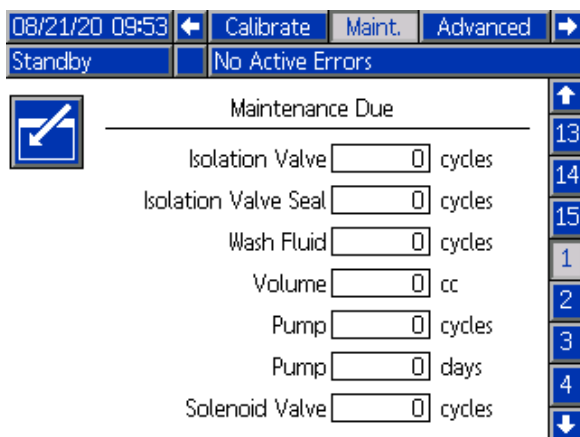 08/21/20 09:53 Calibrate Maint. Advanced
Standby No Active Errors
Maintenance Due
Isolation Valve 0 cycles
Isolation Valve Seal 0 cycles
Wash Fluid 0 cycles
Volume 0 cc
Pump 0 cycles
Pump 0 days
Solenoid Valve 0 cycles
13
14
15
1
2
3
4